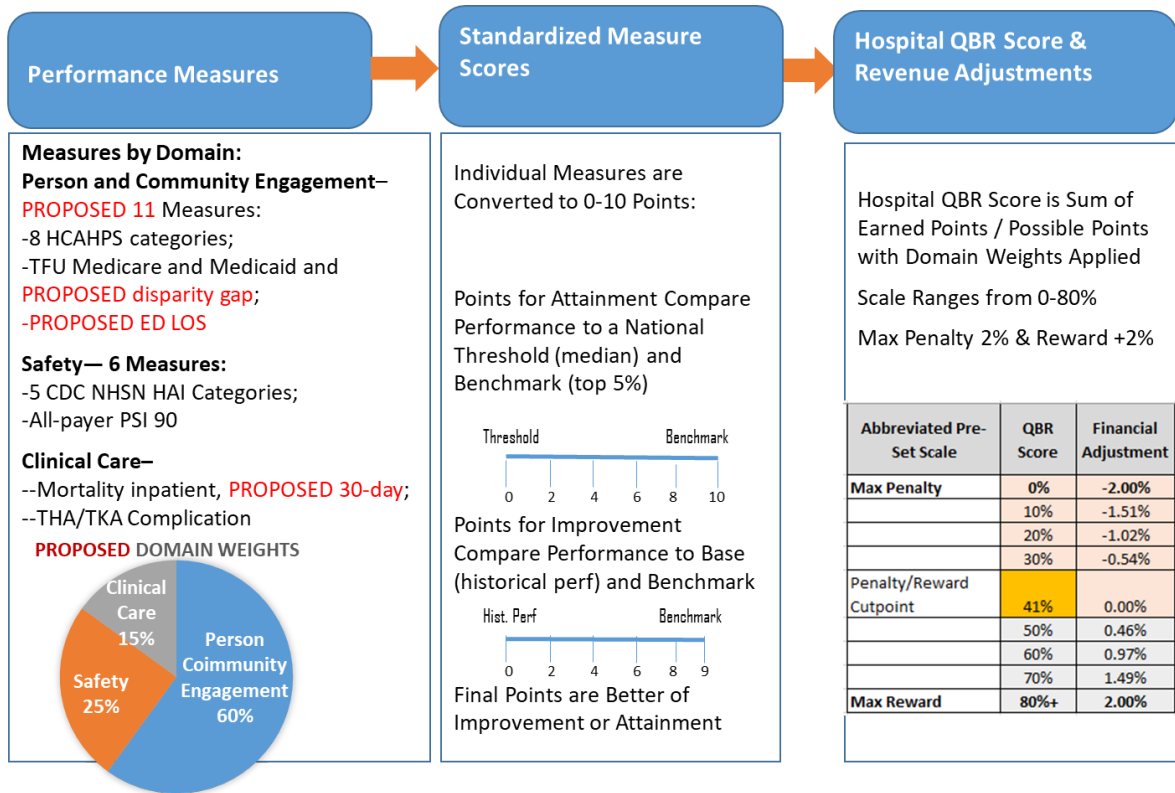 Performance Measures
Standardized Measure
Scores
Hospital QBR Score &
Revenue Adjustments
Measures by Domain:
Person and Community Engagement–
PROPOSED 11 Measures:
-8 HCAHPS categories;
-TFU Medicare and Medicaid and
PROPOSED disparity gap;
-PROPOSED ED LOS
Safety— 6 Measures:
-5 CDC NHSN HAI Categories;
-All-payer PSI 90
Clinical Care–
--Mortality inpatient, PROPOSED 30-day;
--THA/TKA Complication
PROPOSED DOMAIN WEIGHTS
Clinical
Care
15%
Person
Coimmunity
Engagement
60%
Safety
25%
Individual Measures are
Converted to 0-10 Points:
Points for Attainment Compare
Performance to a National
Threshold (median) and
Benchmark (top 5%)
Threshold Benchmark
0 2 4 6 8 10
Points for Improvement
Compare Performance to Base
(historical perf) and Benchmark
Hist. Perf Benchmark
0 2 4 6 8 9
Final Points are Better of
Improvement or Attainment
Hospital QBR Score is Sum of
Earned Points / Possible Points
with Domain Weights Applied
Scale Ranges from 0-80%
Max Penalty 2% & Reward +2%
Abbreviated Pre-
Set Scale
QBR
Score
Financial
Adjustment
Max Penalty 0% -2.00%
10% -1.51%
20% -1.02%
30% -0.54%
Penalty/Reward
Cutpoint 41% 0.00%
50% 0.46%
60% 0.97%
70% 1.49%
Max Reward 80%+ 2.00%